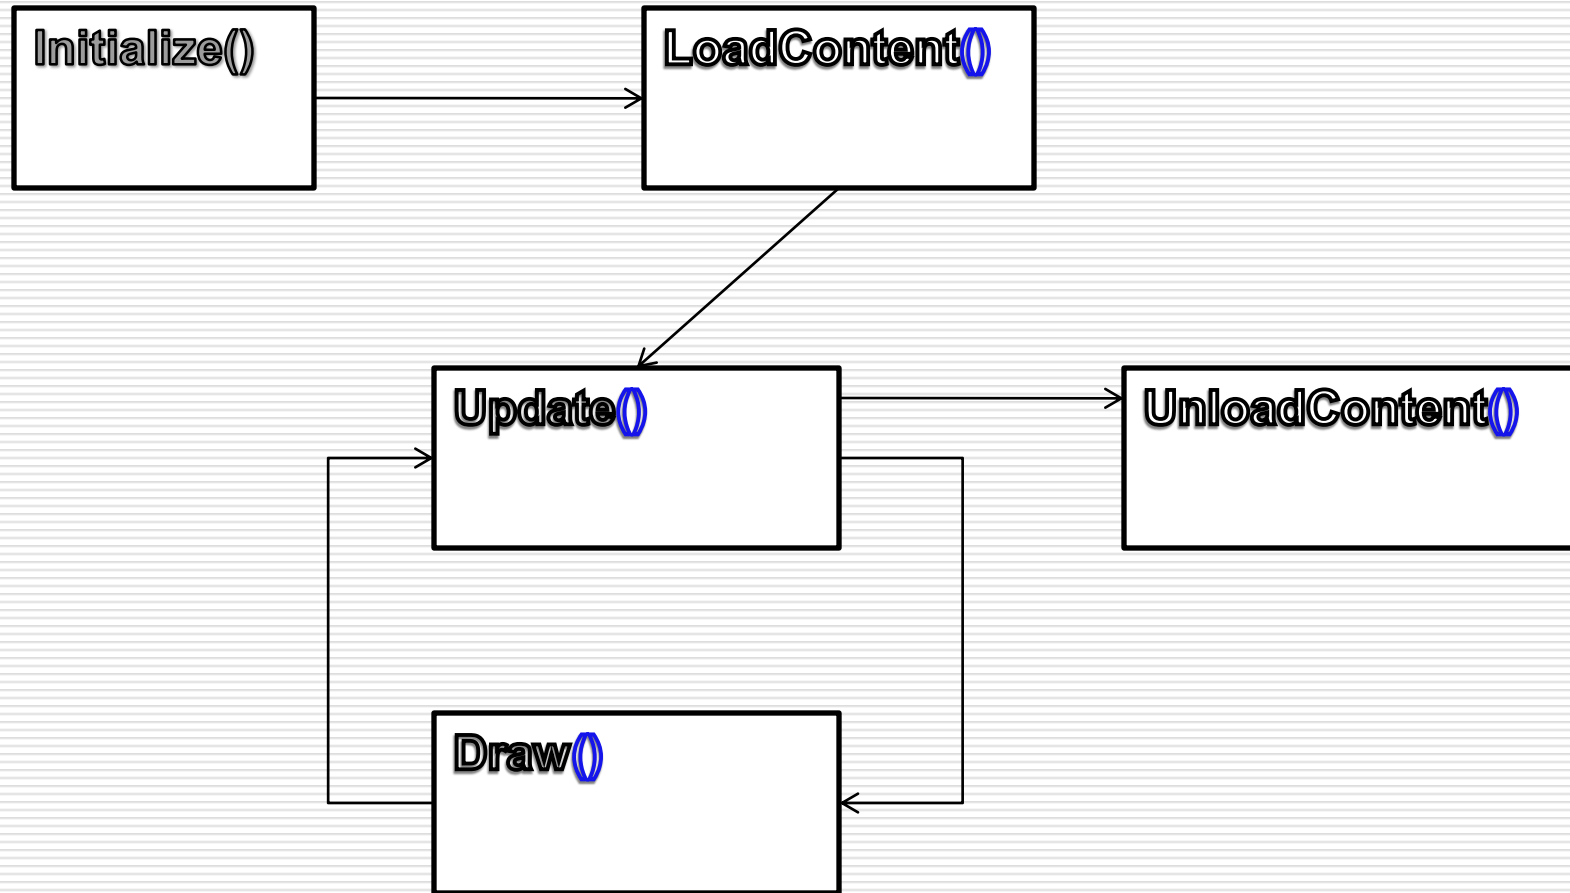 Initialize()
LoadContent()
Update()
UnloadContent()
Draw()